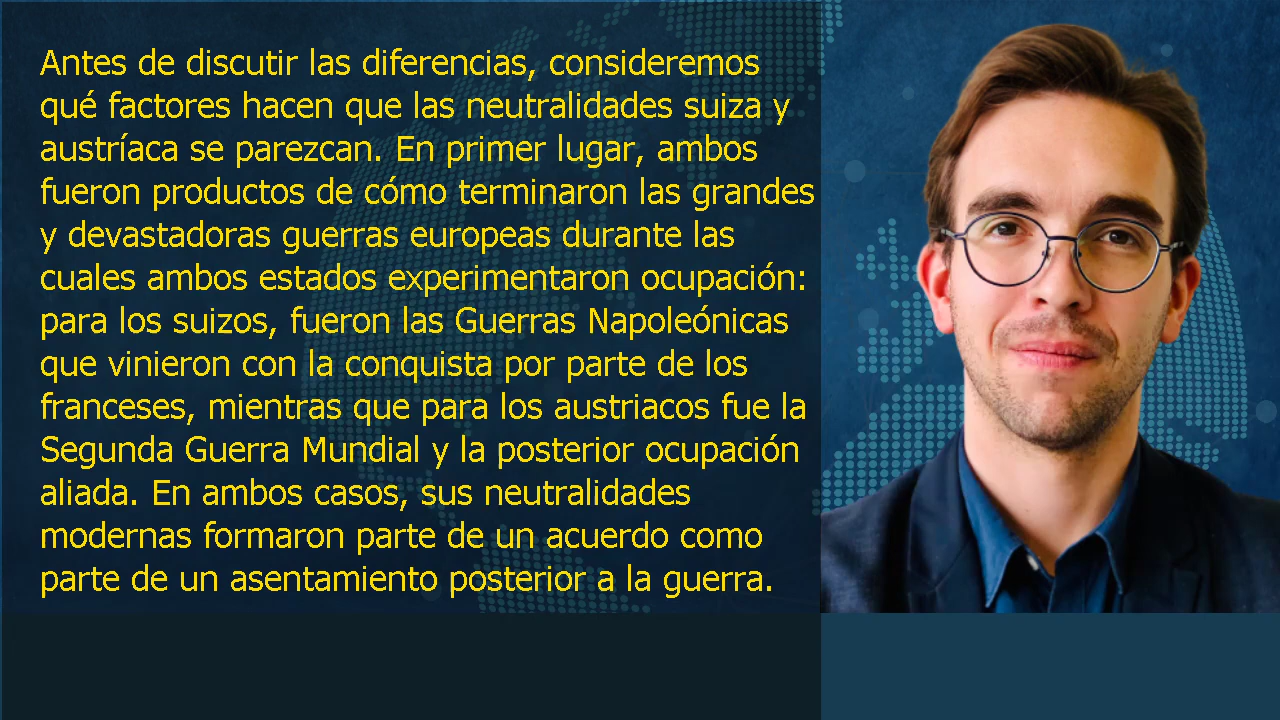 Antes de discutir las diferencias, consideremos
qué factores hacen que las neutralidades suiza y
austríaca se parezcan. En primer lugar, ambos
fueron productos de cómo terminaron las grandes
y devastadoras guerras europeas durante las
cuales ambos estados experimentaron ocupación:
para los suizos, fueron las Guerras Napoleónicas
que vinieron con la conquista por parte de los
franceses, mientras que para los austriacos fue la
Segunda Guerra Mundial y la posterior ocupación
aliada. En ambos casos, sus neutralidades
modernas formaron parte de un acuerdo como
parte de un asentamiento posterior a la guerra.